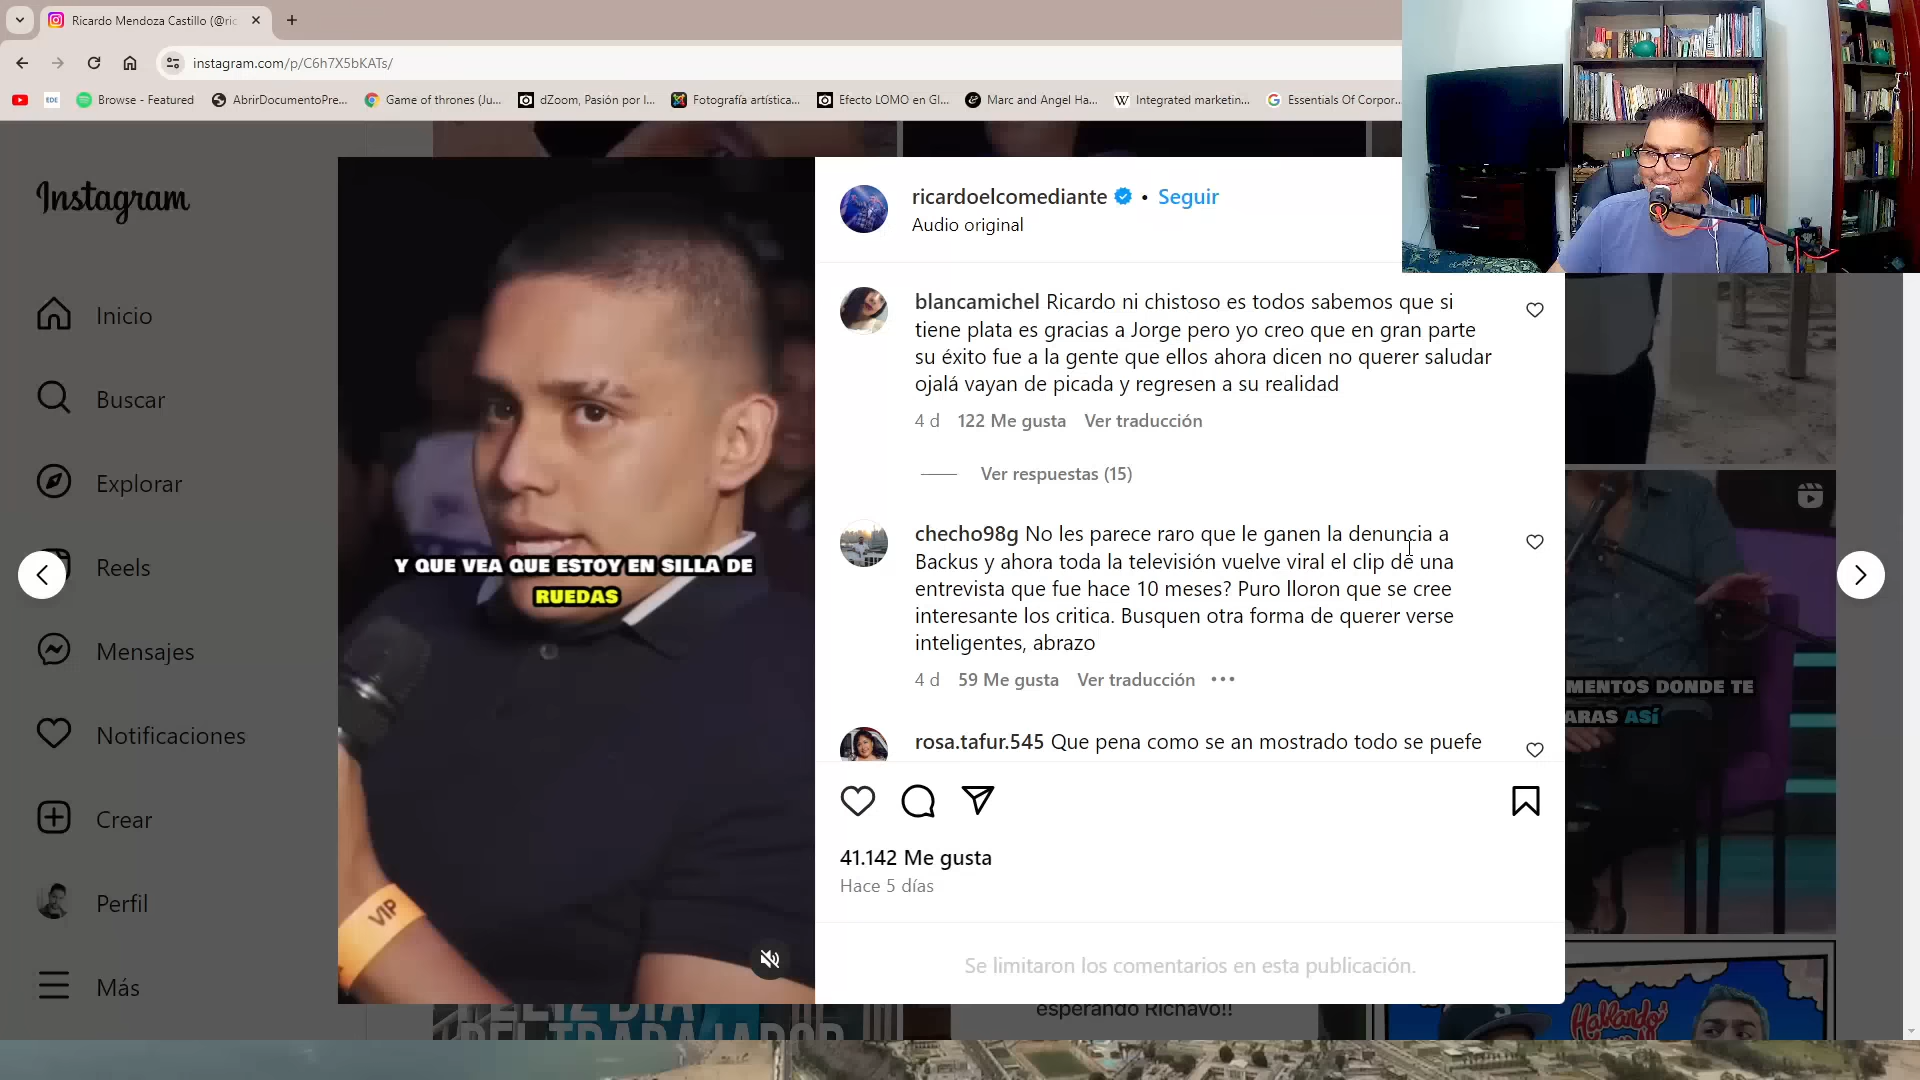 Ricardo Mendoza Castillo (@ric
instagram.com/p/C6h7X5bKATs/
EDE
Browse - Featured
AbrirDocumentoPre...
Game of thrones (Ju...
dZoom, Pasión por l...
Fotografía artística...
Efecto LOMO en Gl...
Marc and Angel Ha...
W Integrated marketin...
Essentials Of Corpor...
Instagram
Inicio
Buscar
Explorar
Reels
Mensajes
Notificaciones
Crear
Perfil
Más
Y QUE VEA QUE ESTOY EN SILLA DE
RUEDAS
VIP
ricardoelcomediante • Seguir
Audio original
blancamichel Ricardo ni chistoso es todos sabemos que si
tiene plata es gracias a Jorge pero yo creo que en gran parte
su éxito fue a la gente que ellos ahora dicen no querer saludar
ojalá vayan de picada y regresen a su realidad
4 d 122 Me gusta Ver traducción
Ver respuestas (15)
checho98g No les parece raro que le ganen la denuncia a
Backus y ahora toda la televisión vuelve viral el clip de una
entrevista que fue hace 10 meses? Puro lloron que se cree
interesante los critica. Busquen otra forma de querer verse
inteligentes, abrazo
4 d 59 Me gusta Ver traducción •••
rosa.tafur.545 Que pena como se an mostrado todo se puefe
41.142 Me gusta
Hace 5 días
Se limitaron los comentarios en esta publicación.
MENTOS DONDE TE
ARAS ASÍ
FELIZ DÍA
DEL TRABAJADOR
esperando Richavo!!
Hablando